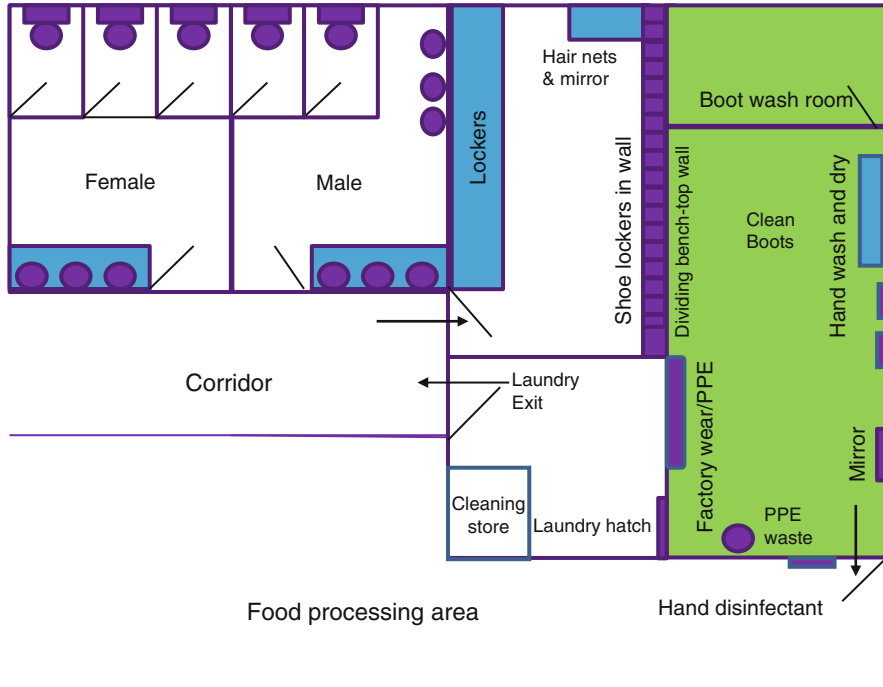 Hair nets
& mirror
Boot wash room
Lockers
Female
Male
Shoe lockers in wall
Dividing bench-top wall
Clean
Boots
Hand wash and dry
Corridor
Laundry
Exit
Factory wear/PPE
Mirror
Cleaning
store
Laundry hatch
PPE
waste
Food processing area
Hand disinfectant